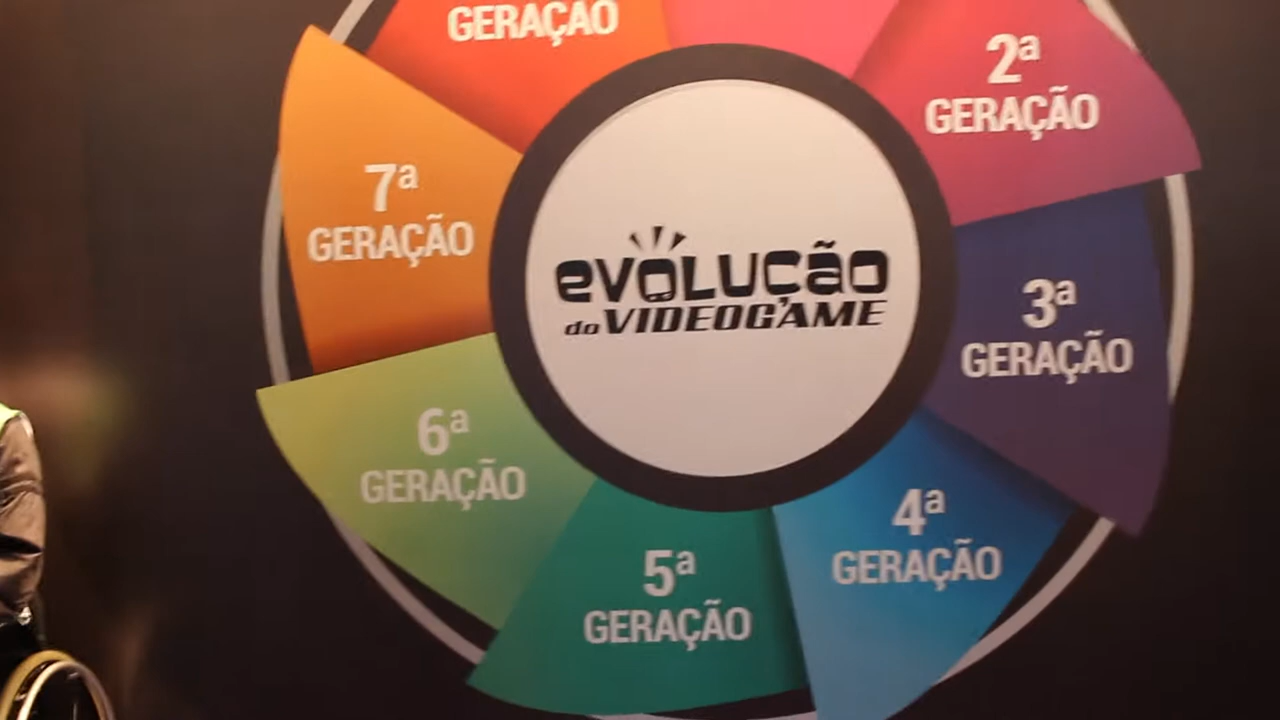 GERAÇÃO
2ª
GERAÇÃO
7ª
GERAÇÃO
evolução
do VIDEOGAME
3ª
GERAÇÃO
6ª
GERAÇÃO
4ª
GERAÇÃO
5ª
GERAÇÃO